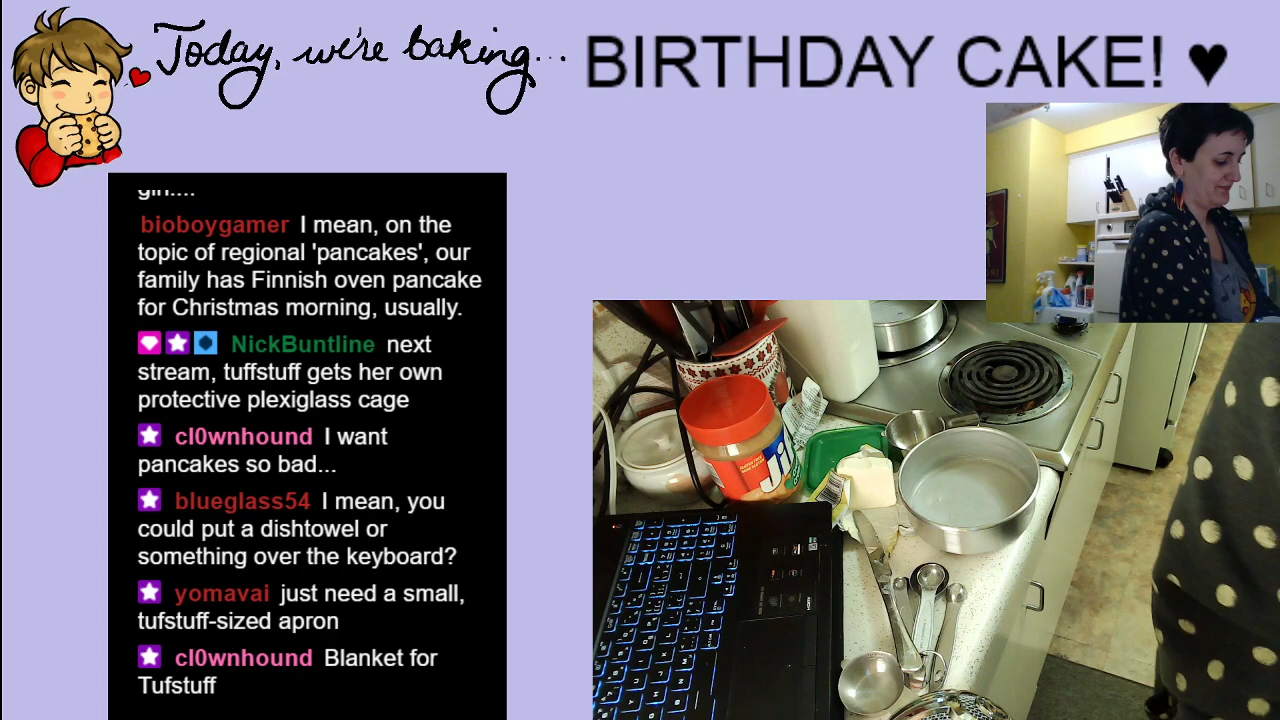 Today, we're baking... BIRTHDAY CAKE! ♥
girl....
bioboygamer I mean, on the
topic of regional 'pancakes', our
family has Finnish oven pancake
for Christmas morning, usually.
NickBuntline next
stream, tuffstuff gets her own
protective plexiglass cage
cl0wnhound I want
pancakes so bad...
blueglass54 I mean, you
could put a dishtowel or
something over the keyboard?
yomavai just need a small,
tufstuff-sized apron
cl0wnhound Blanket for
Tufstuff